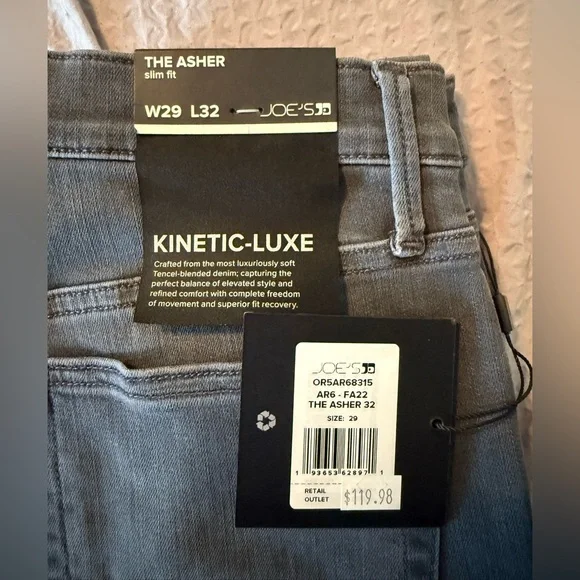 THE ASHER
slim fit
W29 L32 JOE'S JD
KINETIC-LUXE
Crafted from the most luxuriously soft
Tencel-blended denim; capturing the
perfect balance of elevated style and
refined comfort with complete freedom
of movement and superior fit recovery.
JOE'S JD
OR5AR68315
AR6 - FA22
THE ASHER 32
SIZE: 29
1 93653 62897 1
RETAIL
OUTLET
$119.98